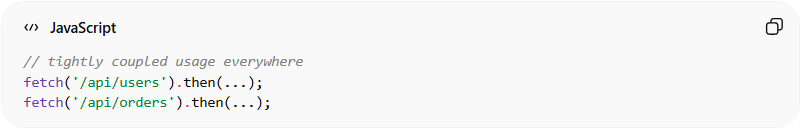 JavaScript
// tightly coupled usage everywhere
fetch('/api/users').then(...);
fetch('/api/orders').then(...);